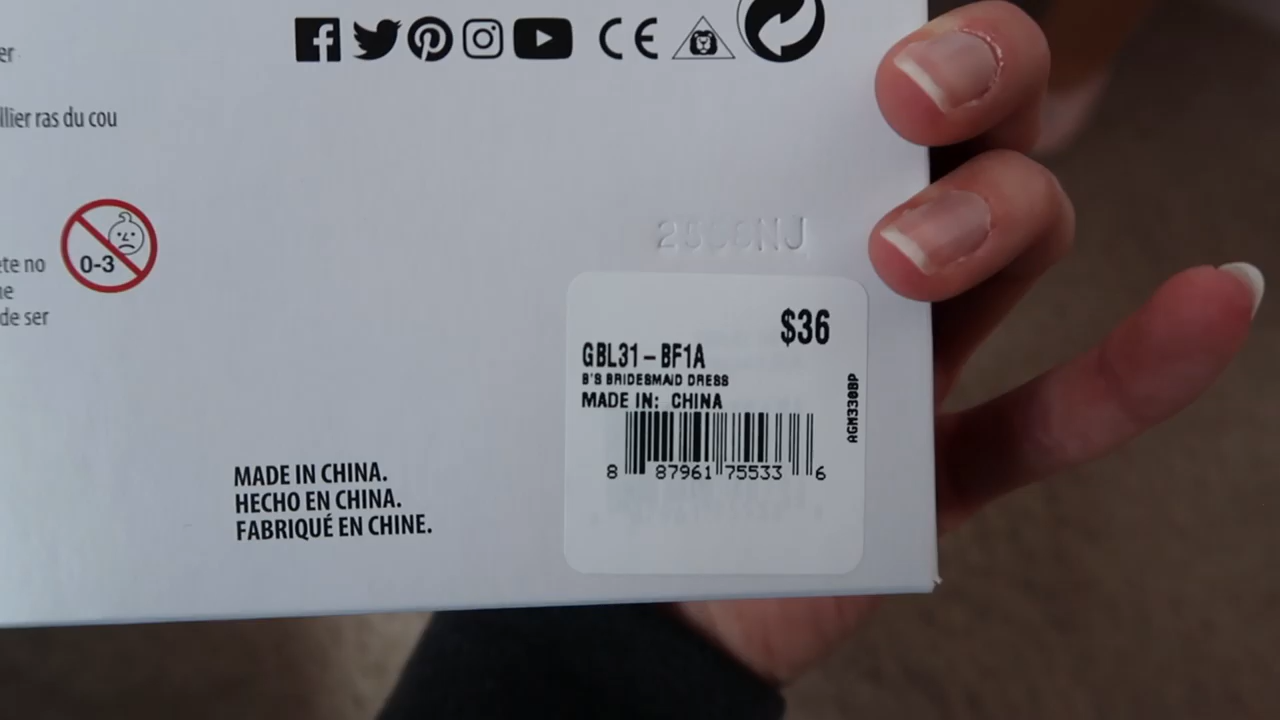 er
llier ras du cou
0-3
ete no
ne
de ser
$36
GBL31-BF1A
B'S BRIDESMAID DRESS
MADE IN: CHINA
AGM330BP
8 87961 75533 6
MADE IN CHINA.
HECHO EN CHINA.
FABRIQUÉ EN CHINE.